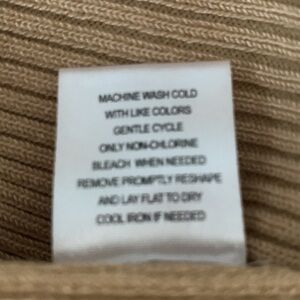 MACHINE WASH COLD
WITH LIKE COLORS
GENTLE CYCLE
ONLY NON-CHLORINE
BLEACH WHEN NEEDED
REMOVE PROMPTLY RESHAPE
AND LAY FLAT TO DRY
COOL IRON IF NEEDED